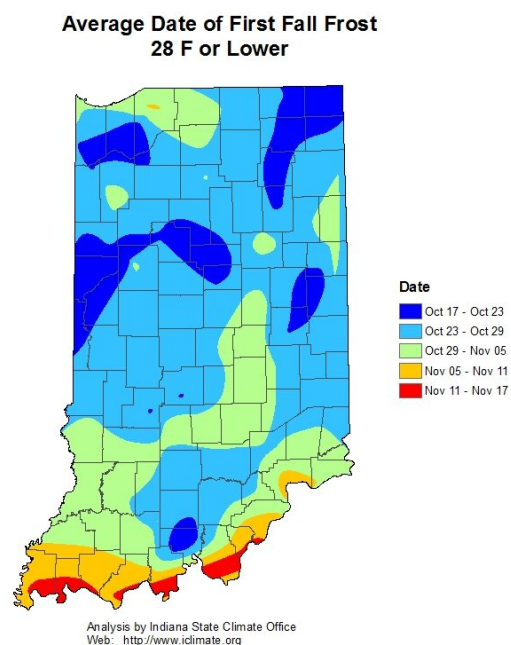 Average Date of First Fall Frost
28 F or Lower
Date
Oct 17 - Oct 23
Oct 23 - Oct 29
Oct 29 - Nov 05
Nov 05 - Nov 11
Nov 11 - Nov 17
Analysis by Indiana State Climate Office
Web: http://www.iclimate.org